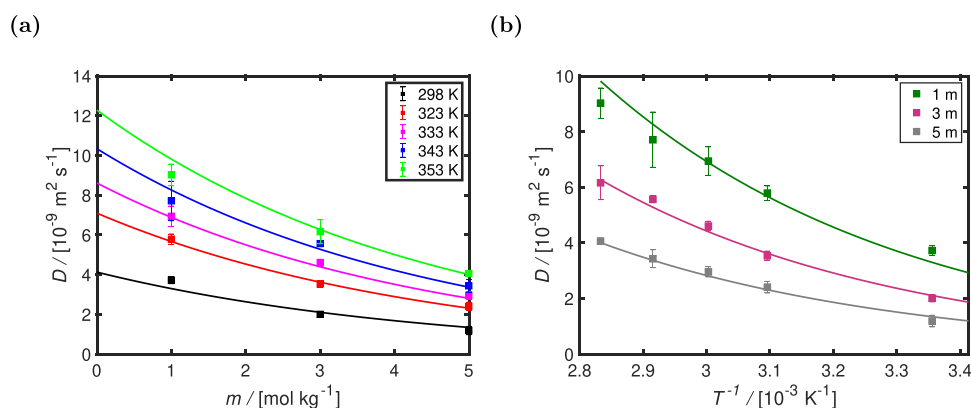 (a)
14
12
10
8
6
4
2
0
D / [10⁻⁹ m² s⁻¹]
298 K
323 K
333 K
343 K
353 K
0 1 2 3 4 5
m / [mol kg⁻¹]
(b)
10
8
6
4
2
0
D / [10⁻⁹ m² s⁻¹]
1 m
3 m
5 m
2.8 2.9 3 3.1 3.2 3.3 3.4
T⁻¹ / [10⁻³ K⁻¹]